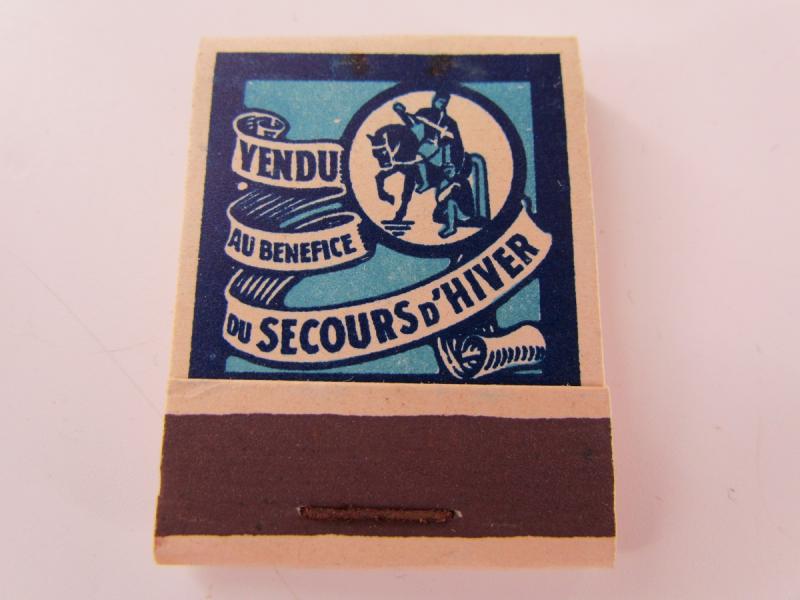 VENDU
AU BENEFICE
DU SECOURS D'HIVER